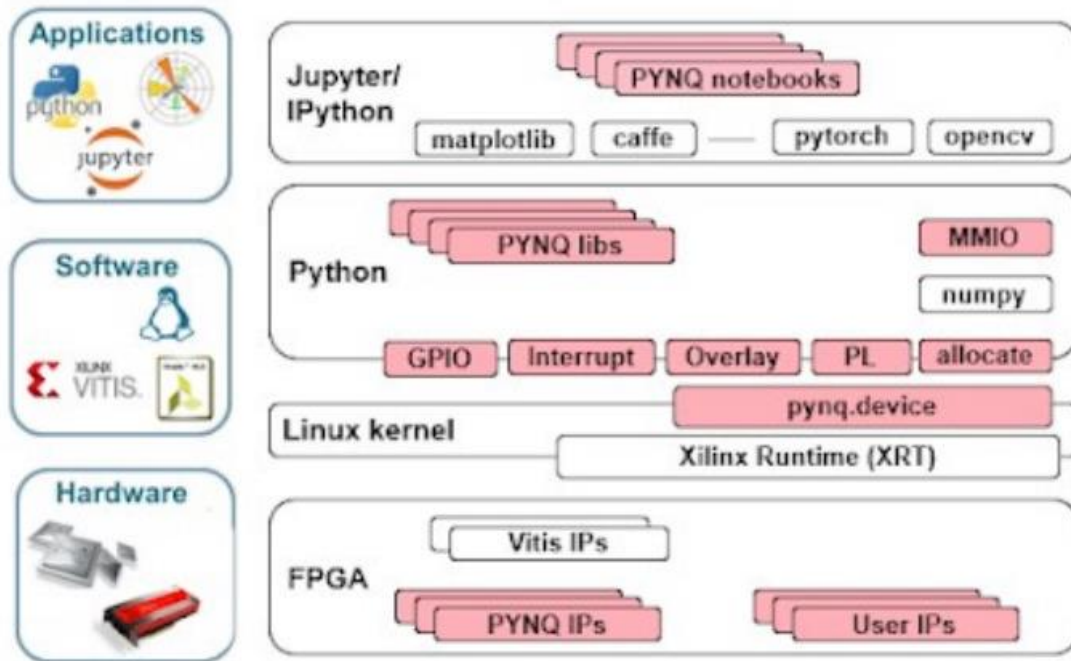 Applications
python
jupyter
Jupyter/
IPython
PYNQ notebooks
matplotlib
caffe
pytorch
opencv
Software
XILINX
VITIS.
Python
PYNQ libs
MMIO
numpy
GPIO
Interrupt
Overlay
PL
allocate
Linux kernel
pynq.device
Xilinx Runtime (XRT)
Hardware
FPGA
Vitis IPs
PYNQ IPs
User IPs